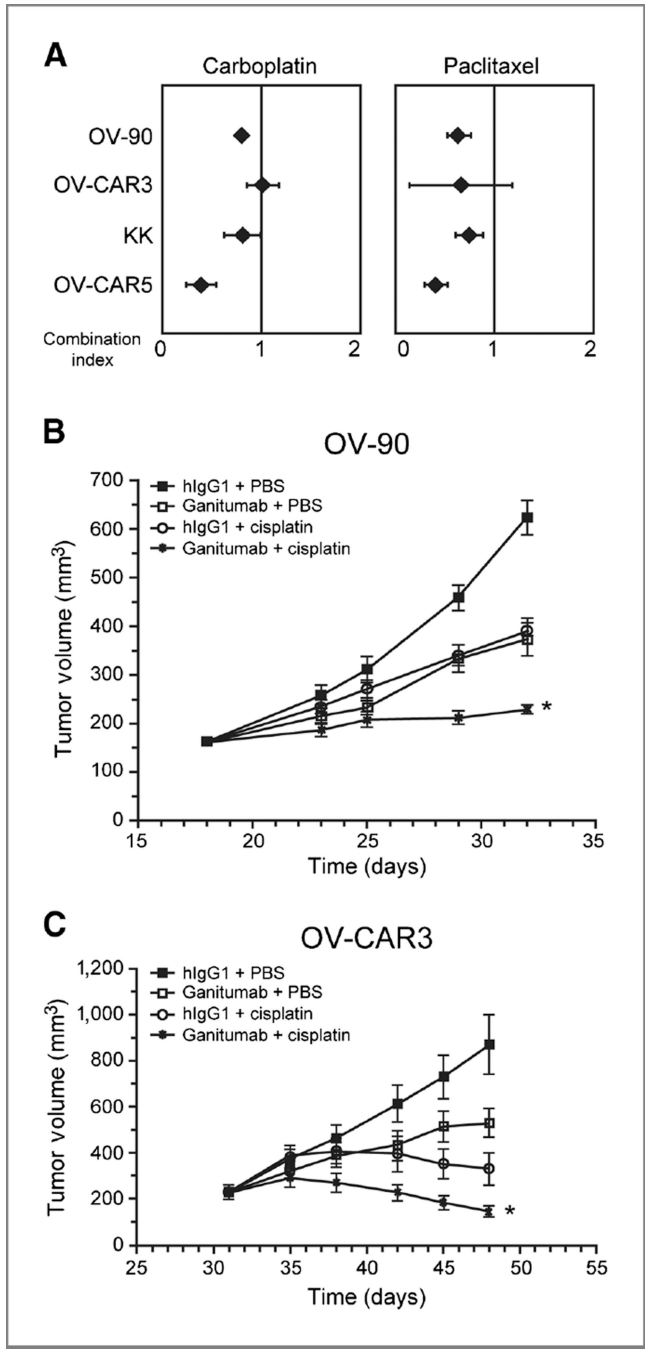 A
Carboplatin
Paclitaxel
OV-90
OV-CAR3
KK
OV-CAR5
Combination
index
0 1 2
0 1 2
B
OV-90
700
600
500
400
300
200
100
0
hIgG1 + PBS
Ganitumab + PBS
hIgG1 + cisplatin
Ganitumab + cisplatin
*
Tumor volume (mm³)
15 20 25 30 35
Time (days)
C
OV-CAR3
1,200
1,000
800
600
400
200
0
hIgG1 + PBS
Ganitumab + PBS
hIgG1 + cisplatin
Ganitumab + cisplatin
*
Tumor volume (mm³)
25 30 35 40 45 50 55
Time (days)